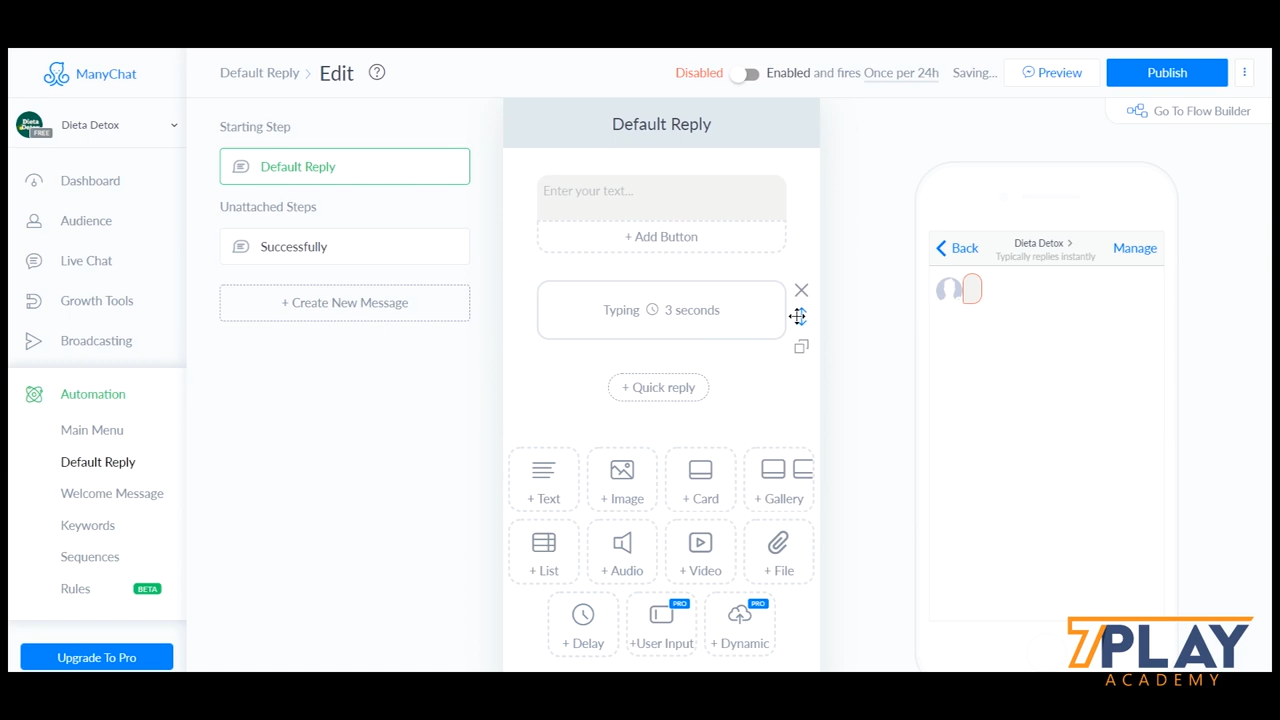 ManyChat
Default Reply > Edit ?
Disabled Enabled and fires Once per 24h Saving...
Preview
Publish
Go To Flow Builder
Dieta Detox
FREE
Dashboard
Audience
Live Chat
Growth Tools
Broadcasting
Automation
Main Menu
Default Reply
Welcome Message
Keywords
Sequences
Rules BETA
Upgrade To Pro
Starting Step
Default Reply
Unattached Steps
Successfully
+ Create New Message
Default Reply
Enter your text...
+ Add Button
Typing 3 seconds
+ Quick reply
+ Text + Image + Card + Gallery
+ List + Audio + Video + File
PRO PRO
+ Delay +User Input + Dynamic
Back Dieta Detox > Manage
Typically replies instantly
7PLAY
ACADEMY